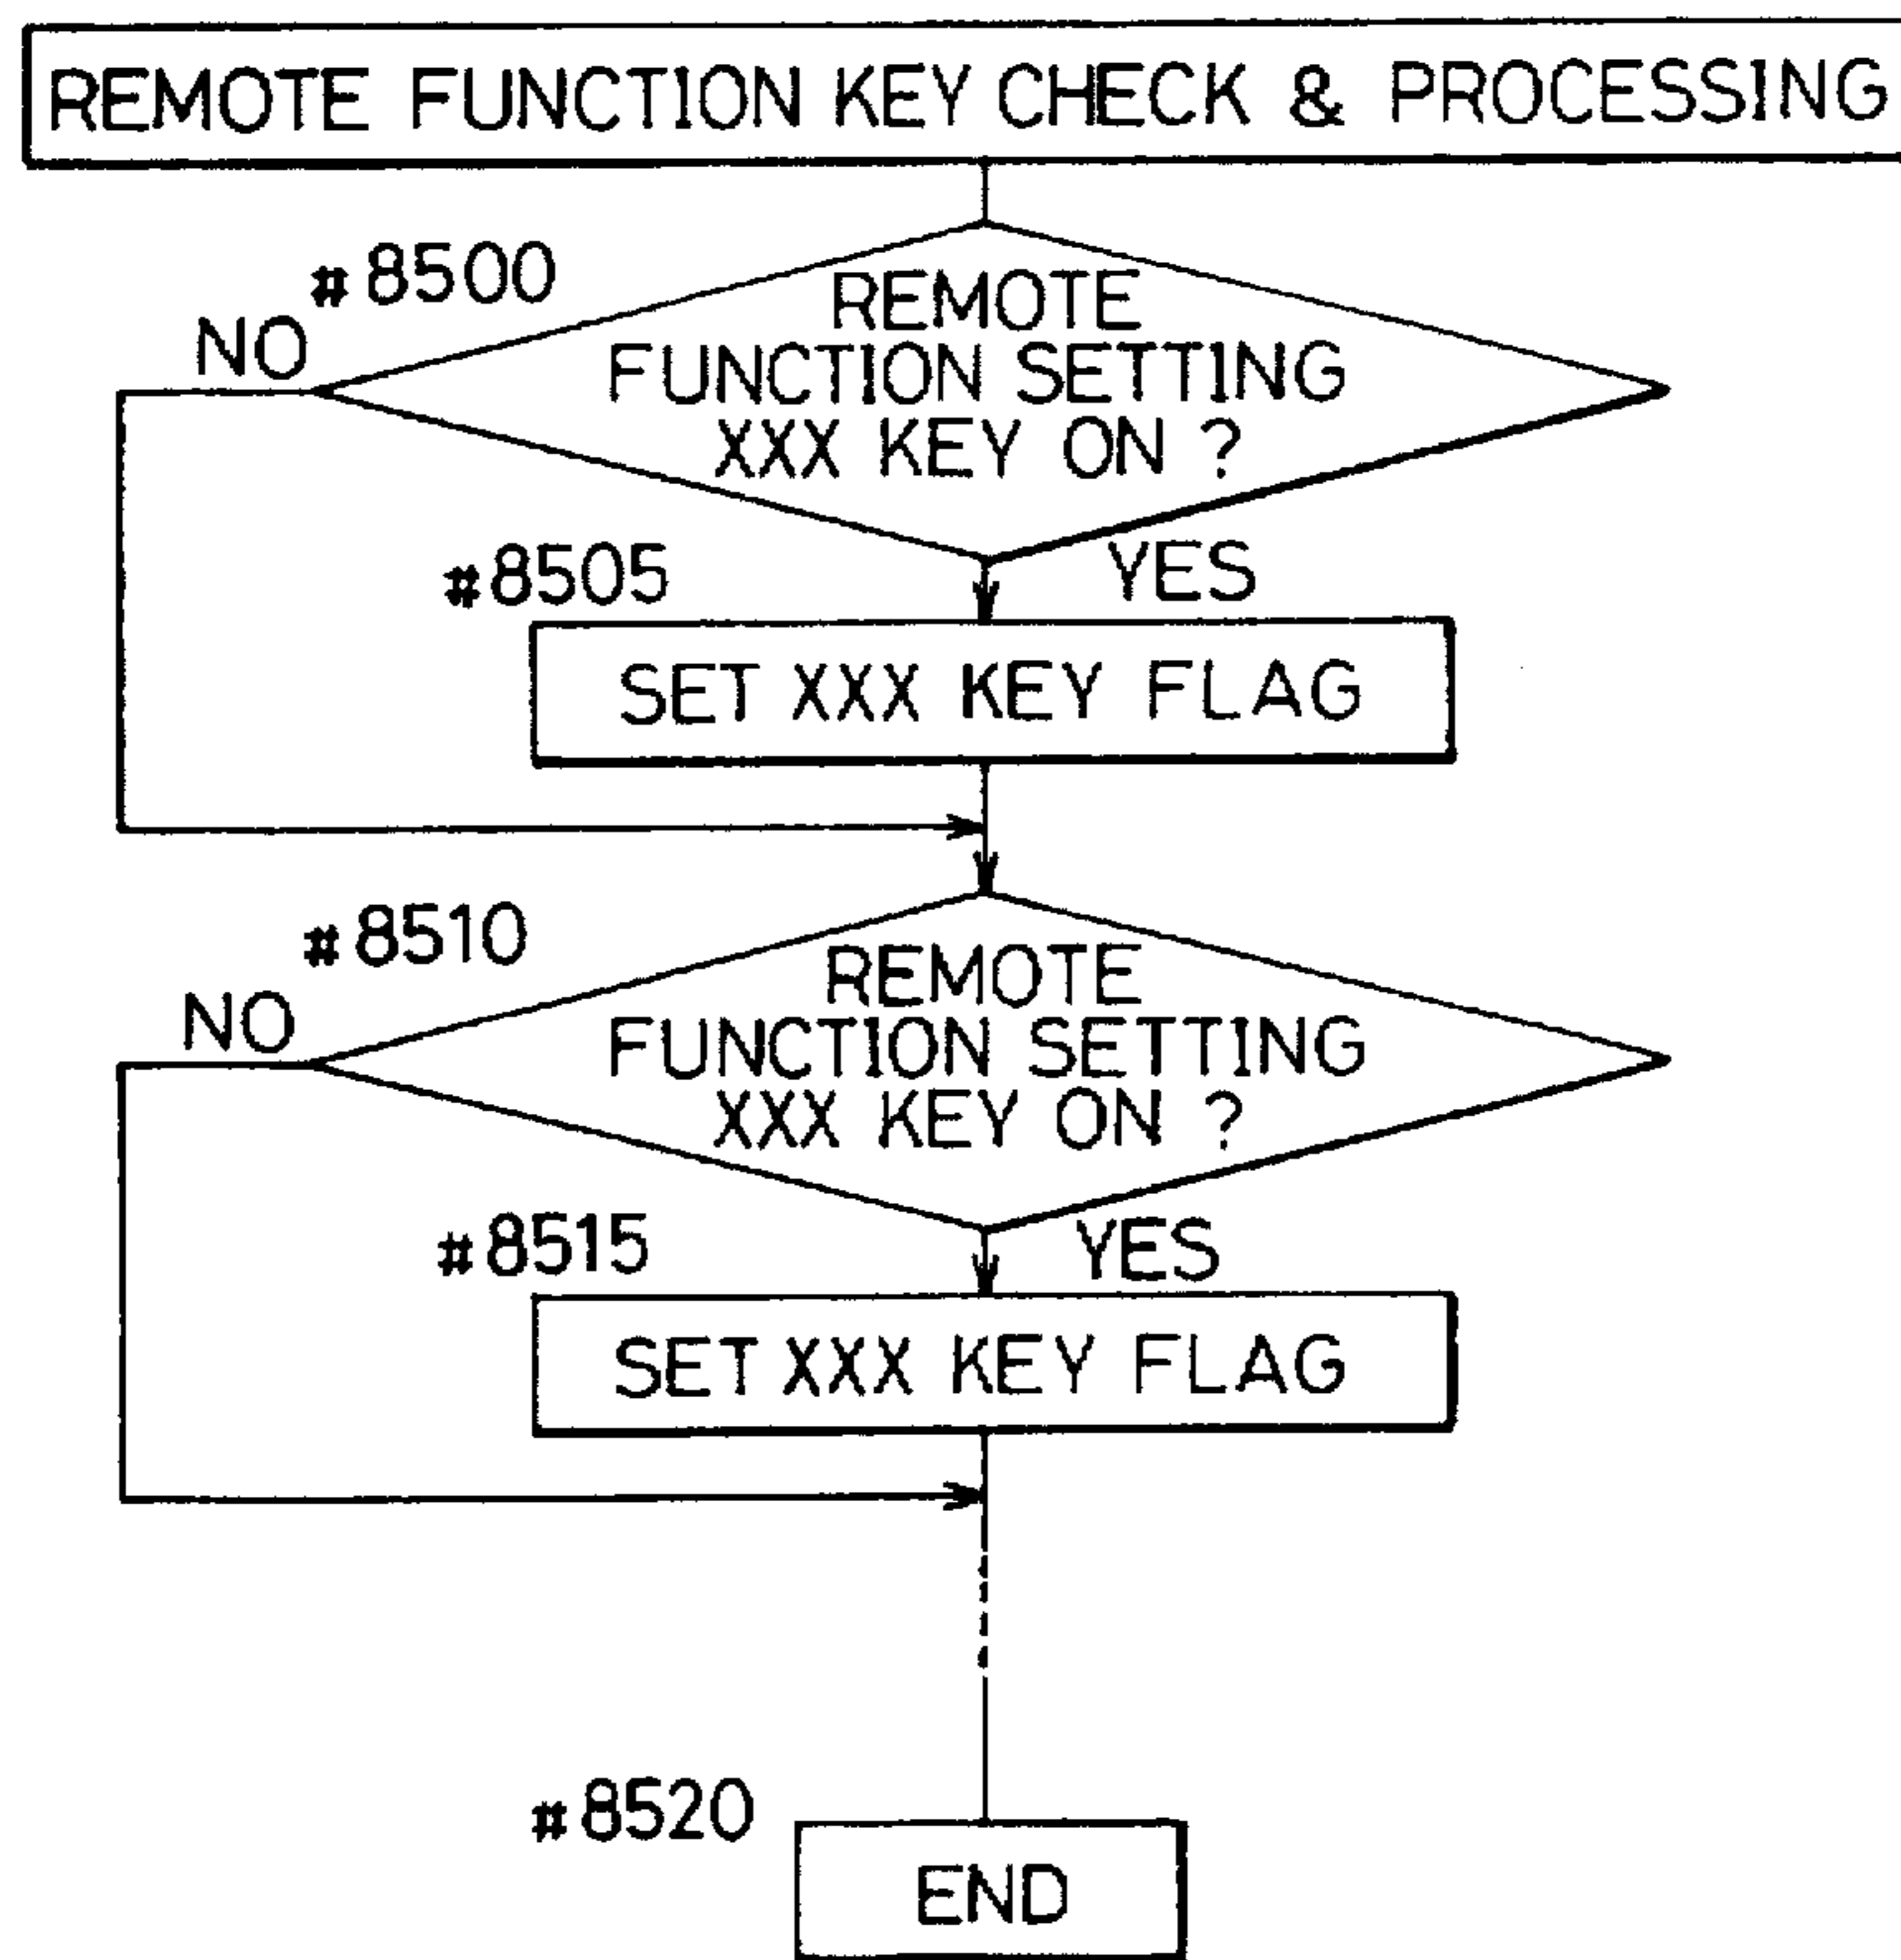 REMOTE FUNCTION KEY CHECK & PROCESSING
#8500
NO
REMOTE
FUNCTION SETTING
XXX KEY ON ?
#8505
YES
SET XXX KEY FLAG
#8510
NO
REMOTE
FUNCTION SETTING
XXX KEY ON ?
#8515
YES
SET XXX KEY FLAG
#8520
END